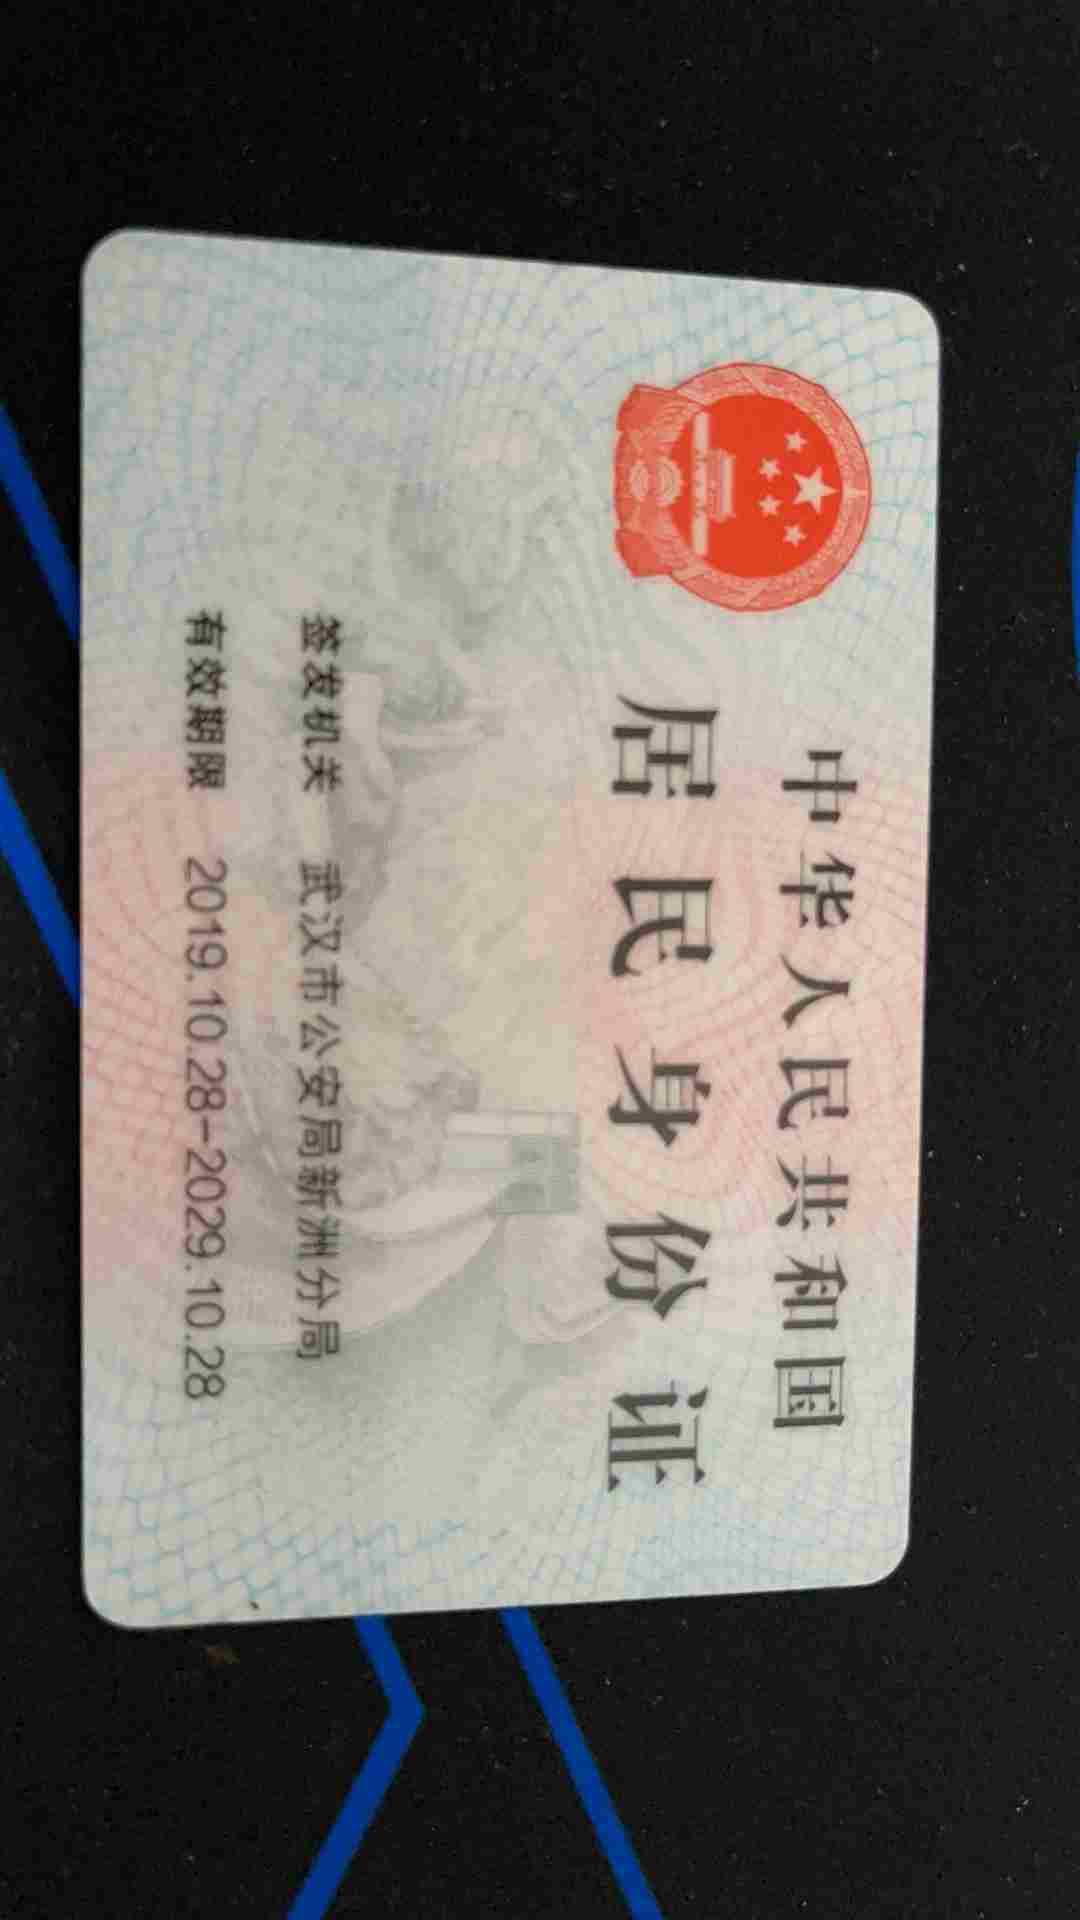 中华人民共和国
居民身份证
签发机关 武汉市公安局新洲分局
有效期限 2019.10.28-2029.10.28